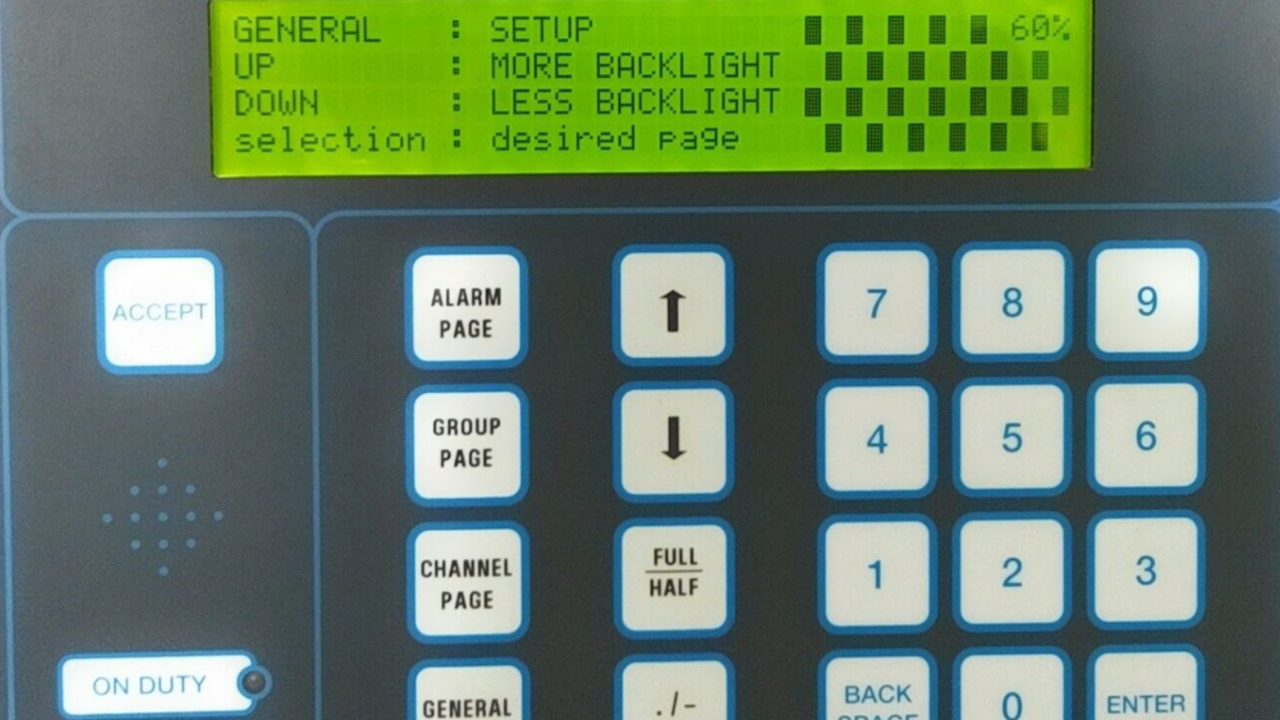 GENERAL : SETUP 60%
UP : MORE BACKLIGHT
DOWN : LESS BACKLIGHT
selection : desired page
ACCEPT
ALARM
PAGE
↑
7
8
9
GROUP
PAGE
↓
4
5
6
CHANNEL
PAGE
FULL
HALF
1
2
3
ON DUTY
GENERAL
./-
BACK
SPACE
0
ENTER